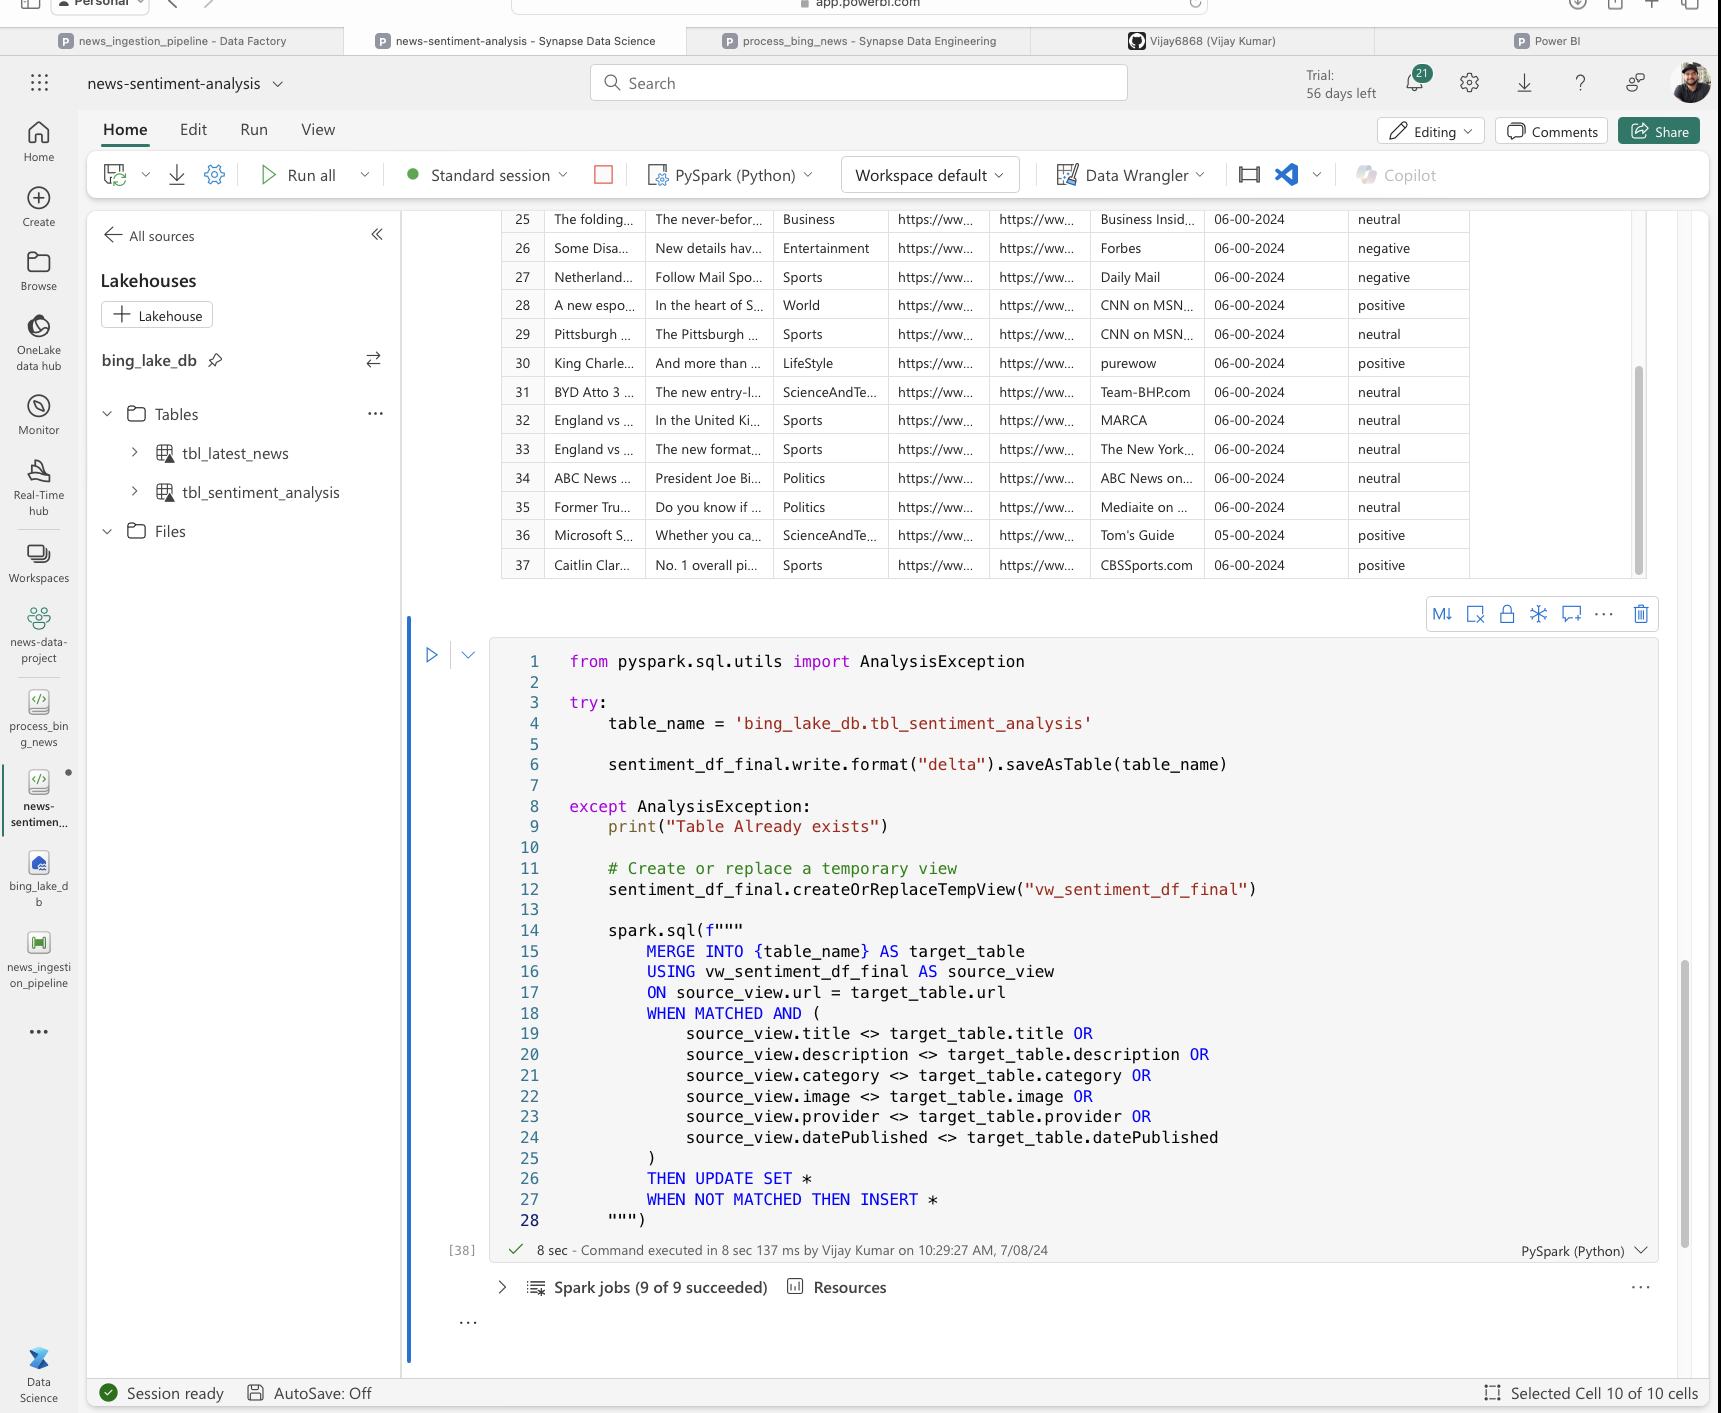 Personal
app.powerbi.com
news_ingestion_pipeline - Data Factory
news-sentiment-analysis - Synapse Data Science
process_bing_news - Synapse Data Engineering
Vijay6868 (Vijay Kumar)
Power BI
news-sentiment-analysis
Search
Trial:
56 days left
21
Home Edit Run View
Editing
Comments
Share
Run all
Standard session
PySpark (Python)
Workspace default
Data Wrangler
Copilot
Home
Create
Browse
OneLake
data hub
Monitor
Real-Time
hub
Workspaces
news-data-
project
process_bin
g_news
news-
sentimen...
bing_lake_d
b
news_ingesti
on_pipeline
Data
Science
All sources
Lakehouses
Lakehouse
bing_lake_db
Tables
tbl_latest_news
tbl_sentiment_analysis
Files
25 The folding... The never-befor... Business https://ww... https://ww... Business Insid... 06-00-2024 neutral
26 Some Disa... New details hav... Entertainment https://ww... https://ww... Forbes 06-00-2024 negative
27 Netherland... Follow Mail Spo... Sports https://ww... https://ww... Daily Mail 06-00-2024 negative
28 A new espo... In the heart of S... World https://ww... https://ww... CNN on MSN... 06-00-2024 positive
29 Pittsburgh ... The Pittsburgh ... Sports https://ww... https://ww... CNN on MSN... 06-00-2024 neutral
30 King Charle... And more than ... LifeStyle https://ww... https://ww... purewow 06-00-2024 positive
31 BYD Atto 3 ... The new entry-l... ScienceAndTe... https://ww... https://ww... Team-BHP.com 06-00-2024 neutral
32 England vs ... In the United Ki... Sports https://ww... https://ww... MARCA 06-00-2024 neutral
33 England vs ... The new format... Sports https://ww... https://ww... The New York... 06-00-2024 neutral
34 ABC News ... President Joe Bi... Politics https://ww... https://ww... ABC News on... 06-00-2024 neutral
35 Former Tru... Do you know if ... Politics https://ww... https://ww... Mediaite on ... 06-00-2024 neutral
36 Microsoft S... Whether you ca... ScienceAndTe... https://ww... https://ww... Tom's Guide 05-00-2024 positive
37 Caitlin Clar... No. 1 overall pi... Sports https://ww... https://ww... CBSSports.com 06-00-2024 positive
M↓
1 from pyspark.sql.utils import AnalysisException
2
3 try:
4 table_name = 'bing_lake_db.tbl_sentiment_analysis'
5
6 sentiment_df_final.write.format("delta").saveAsTable(table_name)
7
8 except AnalysisException:
9 print("Table Already exists")
10
11 # Create or replace a temporary view
12 sentiment_df_final.createOrReplaceTempView("vw_sentiment_df_final")
13
14 spark.sql(f"""
15 MERGE INTO {table_name} AS target_table
16 USING vw_sentiment_df_final AS source_view
17 ON source_view.url = target_table.url
18 WHEN MATCHED AND (
19 source_view.title <> target_table.title OR
20 source_view.description <> target_table.description OR
21 source_view.category <> target_table.category OR
22 source_view.image <> target_table.image OR
23 source_view.provider <> target_table.provider OR
24 source_view.datePublished <> target_table.datePublished
25 )
26 THEN UPDATE SET *
27 WHEN NOT MATCHED THEN INSERT *
28 """)
[38] 8 sec - Command executed in 8 sec 137 ms by Vijay Kumar on 10:29:27 AM, 7/08/24
PySpark (Python)
Spark jobs (9 of 9 succeeded) Resources
Session ready
AutoSave: Off
Selected Cell 10 of 10 cells